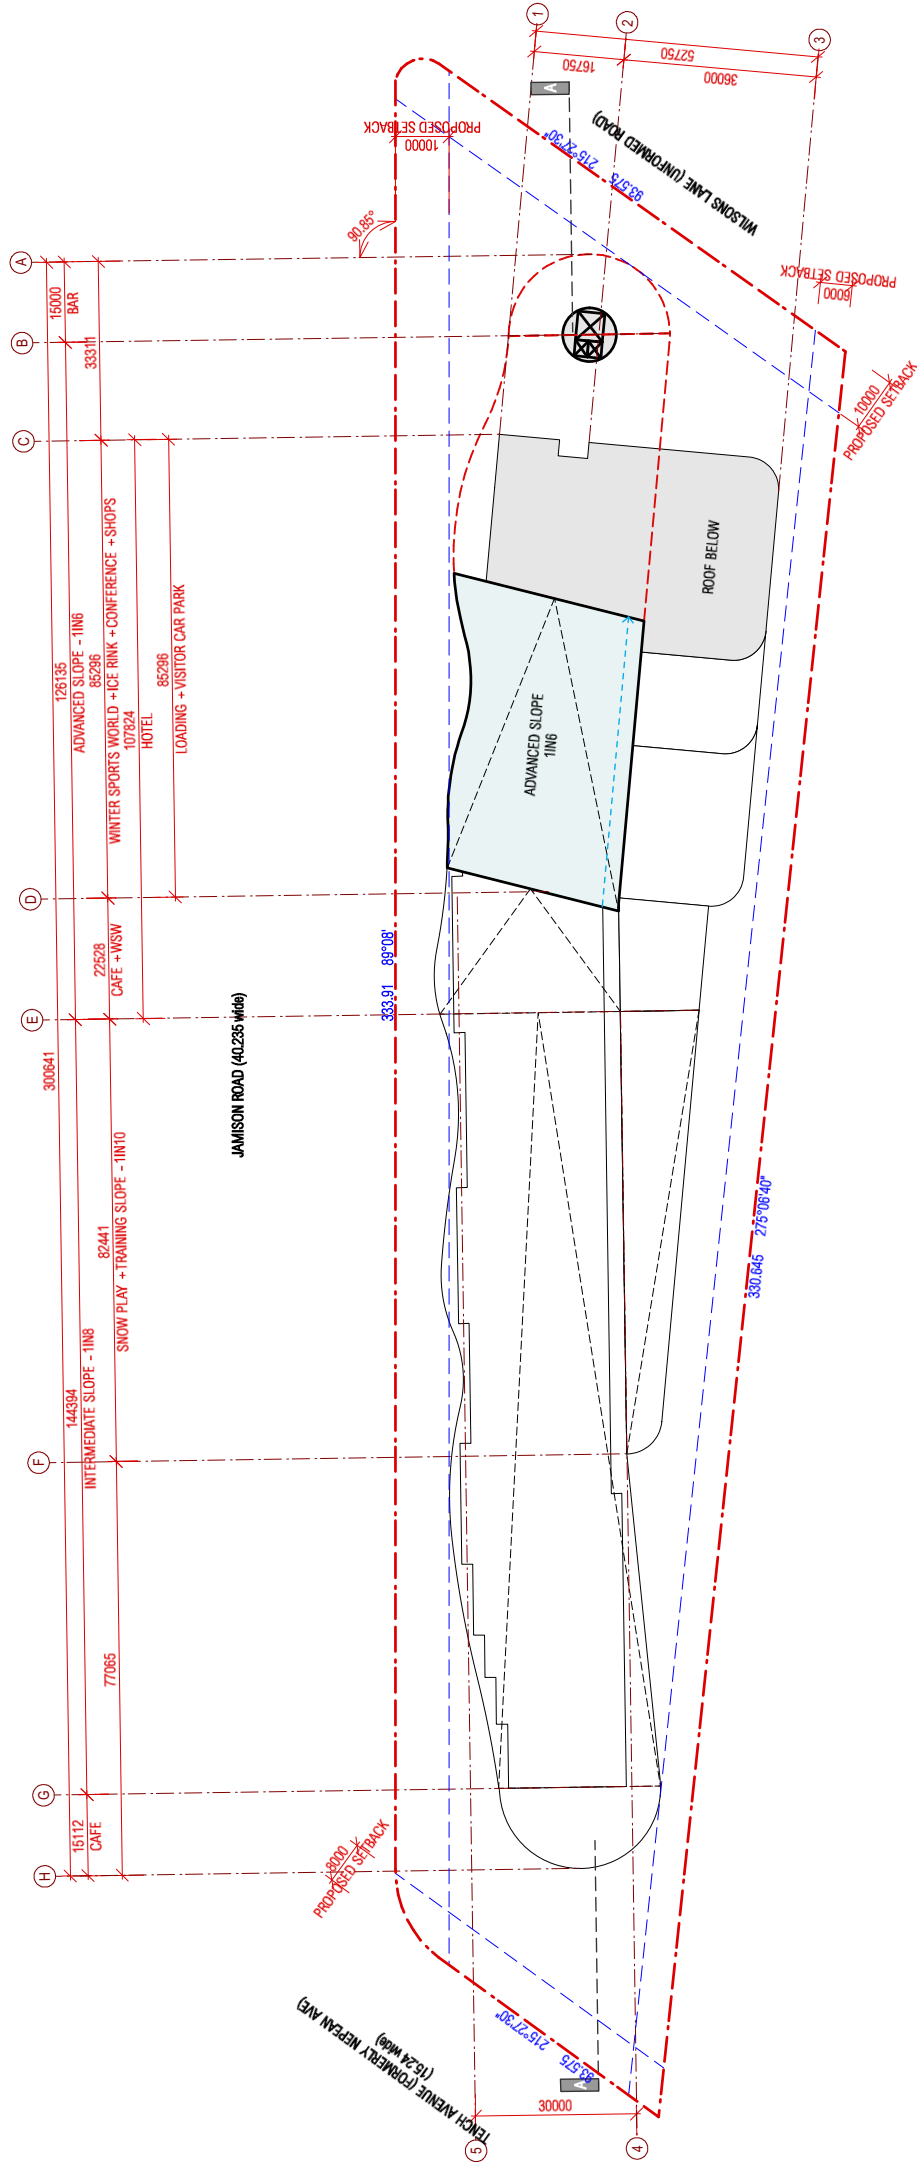 1
2
3
16750
52750
36000
A
WILSONS LANE (UNFORMED ROAD)
215°27'30"
93.575
PROPOSED SETBACK
10000
90.85°
PROPOSED SETBACK
6000
10000
PROPOSED SETBACK
A
B
C
D
E
F
G
H
300641
15000
BAR
126135
ADVANCED SLOPE - 1IN6
144394
INTERMEDIATE SLOPE - 1IN8
15112
CAFE
33311
85296
WINTER SPORTS WORLD + ICE RINK + CONFERENCE + SHOPS
22528
CAFE + WSW
82441
SNOW PLAY + TRAINING SLOPE - 1IN10
77065
107824
HOTEL
85296
LOADING + VISITOR CAR PARK
ROOF BELOW
ADVANCED SLOPE
1IN6
JAMISON ROAD (40.235 wide)
333.91 89°08'
330.645 275°06'40"
8000
PROPOSED SETBACK
TENCH AVENUE (FORMERLY NEPEAN AVE)
(15.24 wide)
215°27'30"
93.575
A
30000
5
4